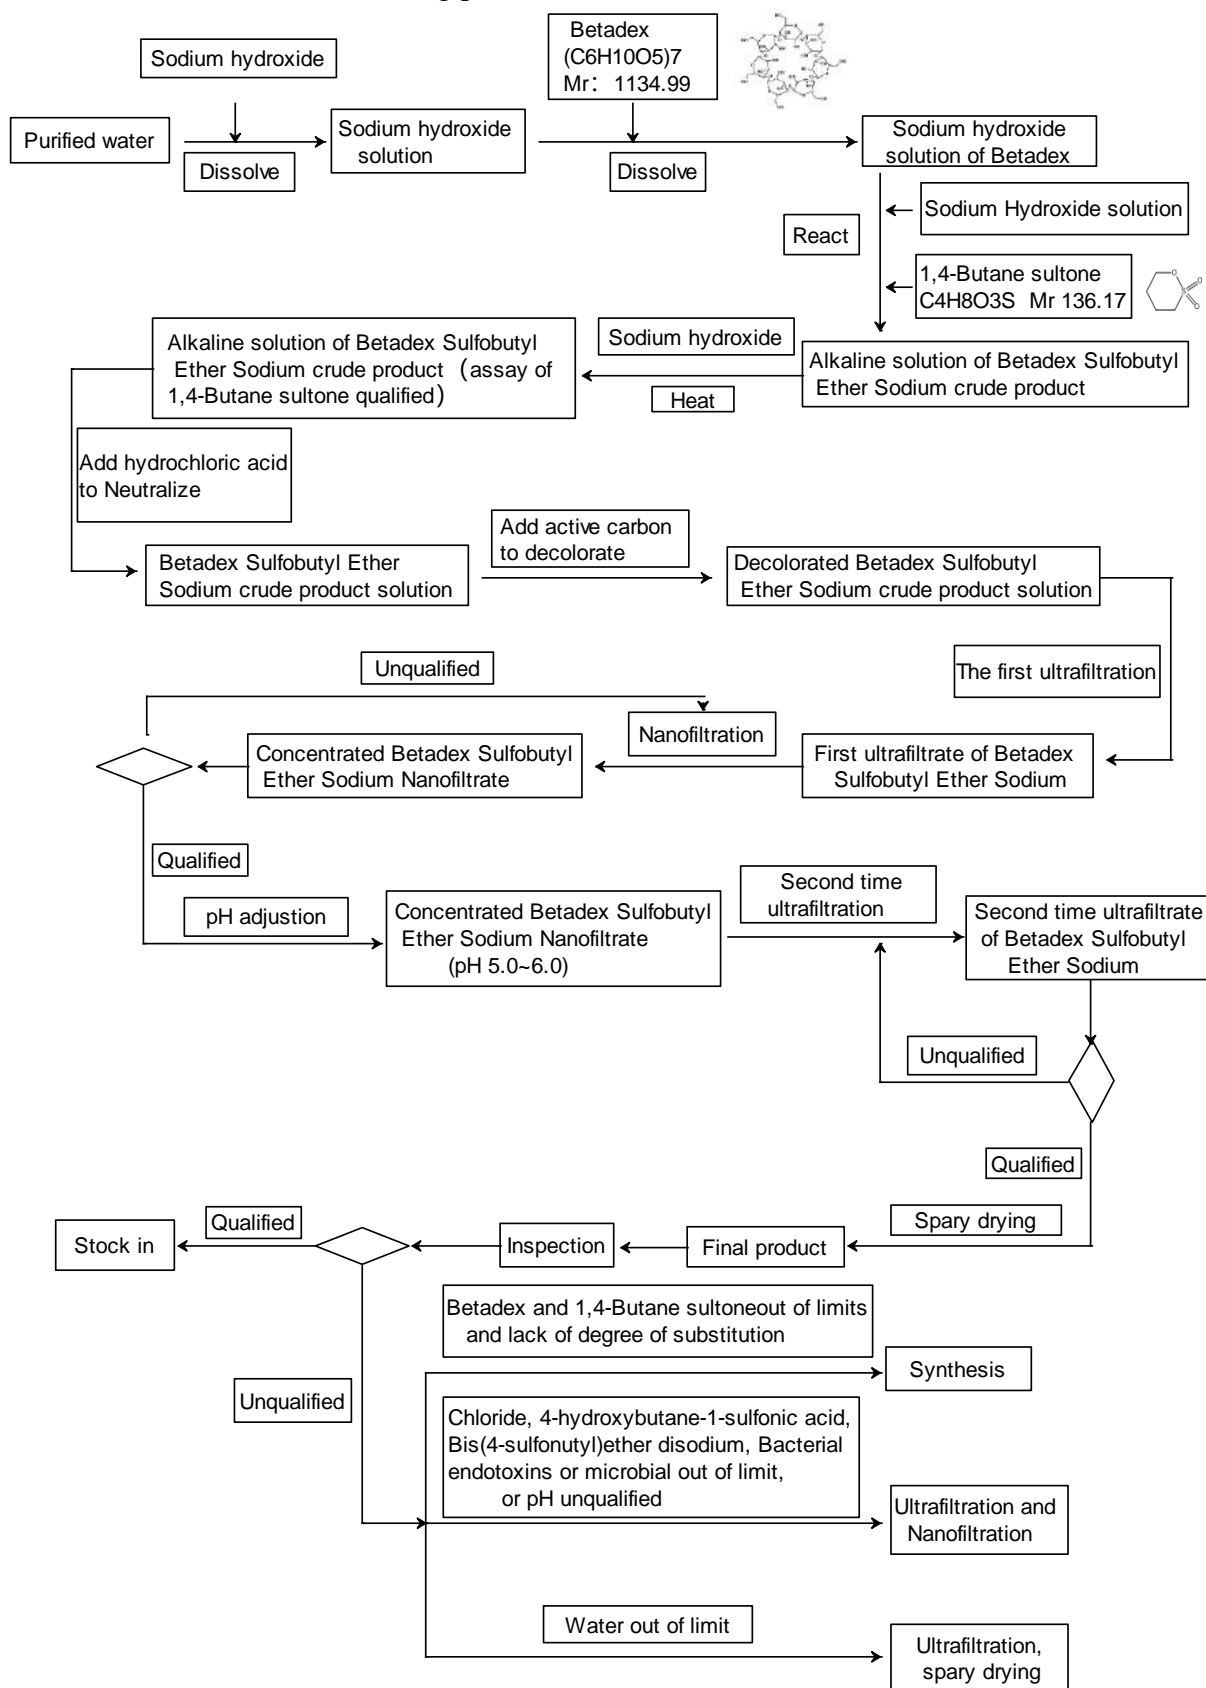 Sodium hydroxide
Betadex
(C6H10O5)7
Mr： 1134.99
Purified water
Sodium hydroxide
solution
Sodium hydroxide
solution of Betadex
Dissolve
Dissolve
Sodium Hydroxide solution
React
1,4-Butane sultone
C4H8O3S Mr 136.17
Sodium hydroxide
Alkaline solution of Betadex Sulfobutyl
Ether Sodium crude product（assay of
1,4-Butane sultone qualified）
Alkaline solution of Betadex Sulfobutyl
Ether Sodium crude product
Heat
Add hydrochloric acid
to Neutralize
Add active carbon
to decolorate
Betadex Sulfobutyl Ether
Sodium crude product solution
Decolorated Betadex Sulfobutyl
Ether Sodium crude product solution
Unqualified
The first ultrafiltration
Nanofiltration
Concentrated Betadex Sulfobutyl
Ether Sodium Nanofiltrate
First ultrafiltrate of Betadex
Sulfobutyl Ether Sodium
Qualified
pH adjustion
Concentrated Betadex Sulfobutyl
Ether Sodium Nanofiltrate
(pH 5.0~6.0)
Second time
ultrafiltration
Second time ultrafiltrate
of Betadex Sulfobutyl
Ether Sodium
Unqualified
Qualified
Spary drying
Qualified
Stock in
Inspection
Final product
Betadex and 1,4-Butane sultoneout of limits
and lack of degree of substitution
Synthesis
Unqualified
Chloride, 4-hydroxybutane-1-sulfonic acid,
Bis(4-sulfonutyl)ether disodium, Bacterial
endotoxins or microbial out of limit,
or pH unqualified
Ultrafiltration and
Nanofiltration
Water out of limit
Ultrafiltration,
spary drying